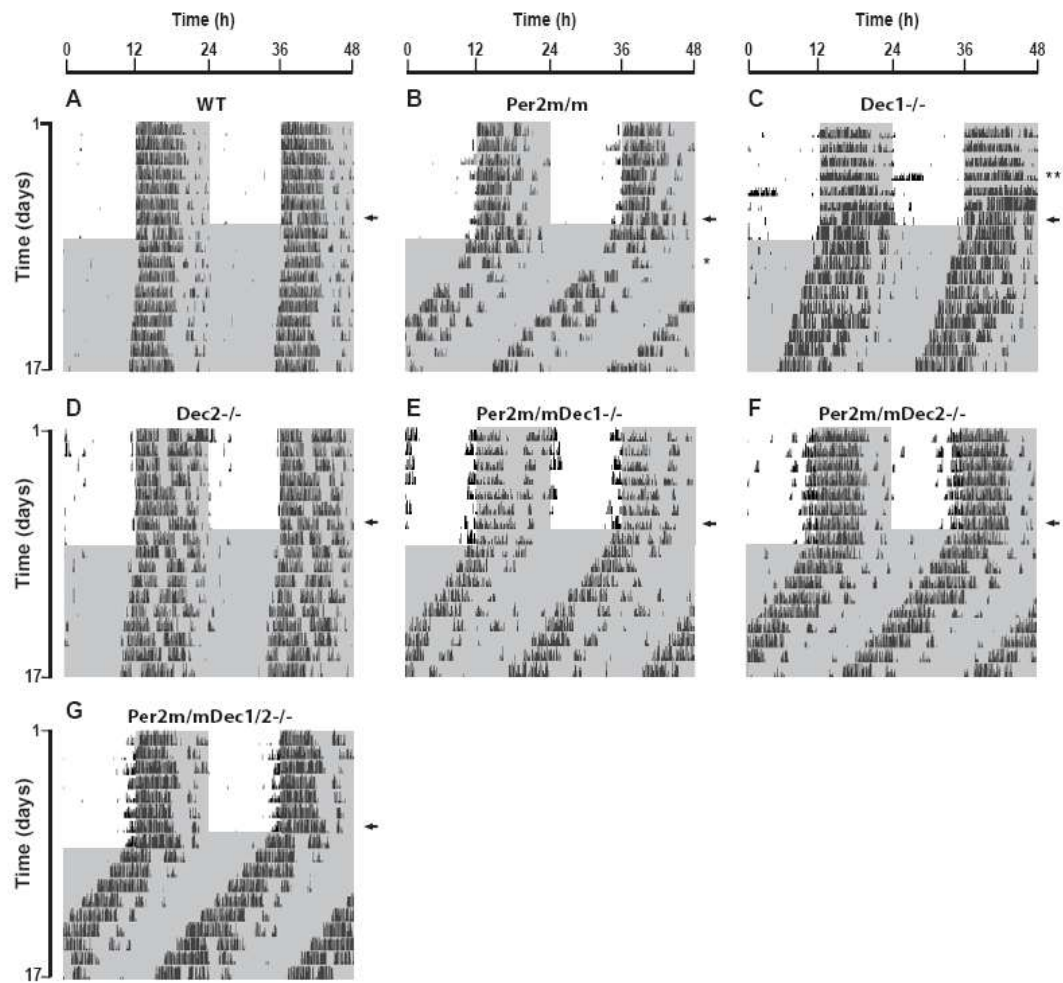 Time (h) Time (h) Time (h)
0 12 24 36 48 0 12 24 36 48 0 12 24 36 48
A WT B Per2m/m C Dec1-/-
1
**
*
17
Time (days)
D Dec2-/- E Per2m/mDec1-/- F Per2m/mDec2-/-
1
17
Time (days)
G Per2m/mDec1/2-/-
1
17
Time (days)